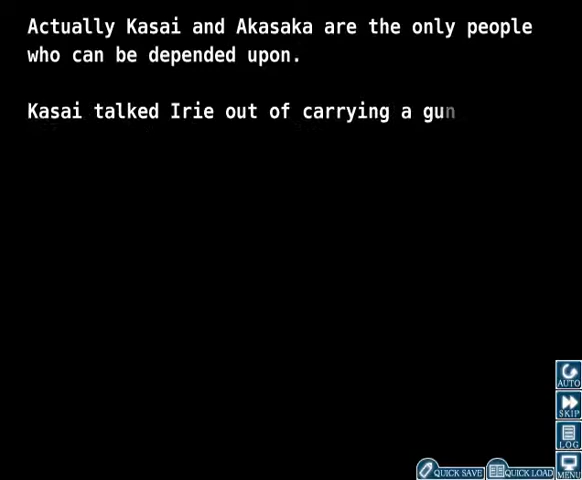 Actually Kasai and Akasaka are the only people
who can be depended upon.
Kasai talked Irie out of carrying a gun
AUTO
SKIP
LOG
QUICK SAVE QUICK LOAD MENU